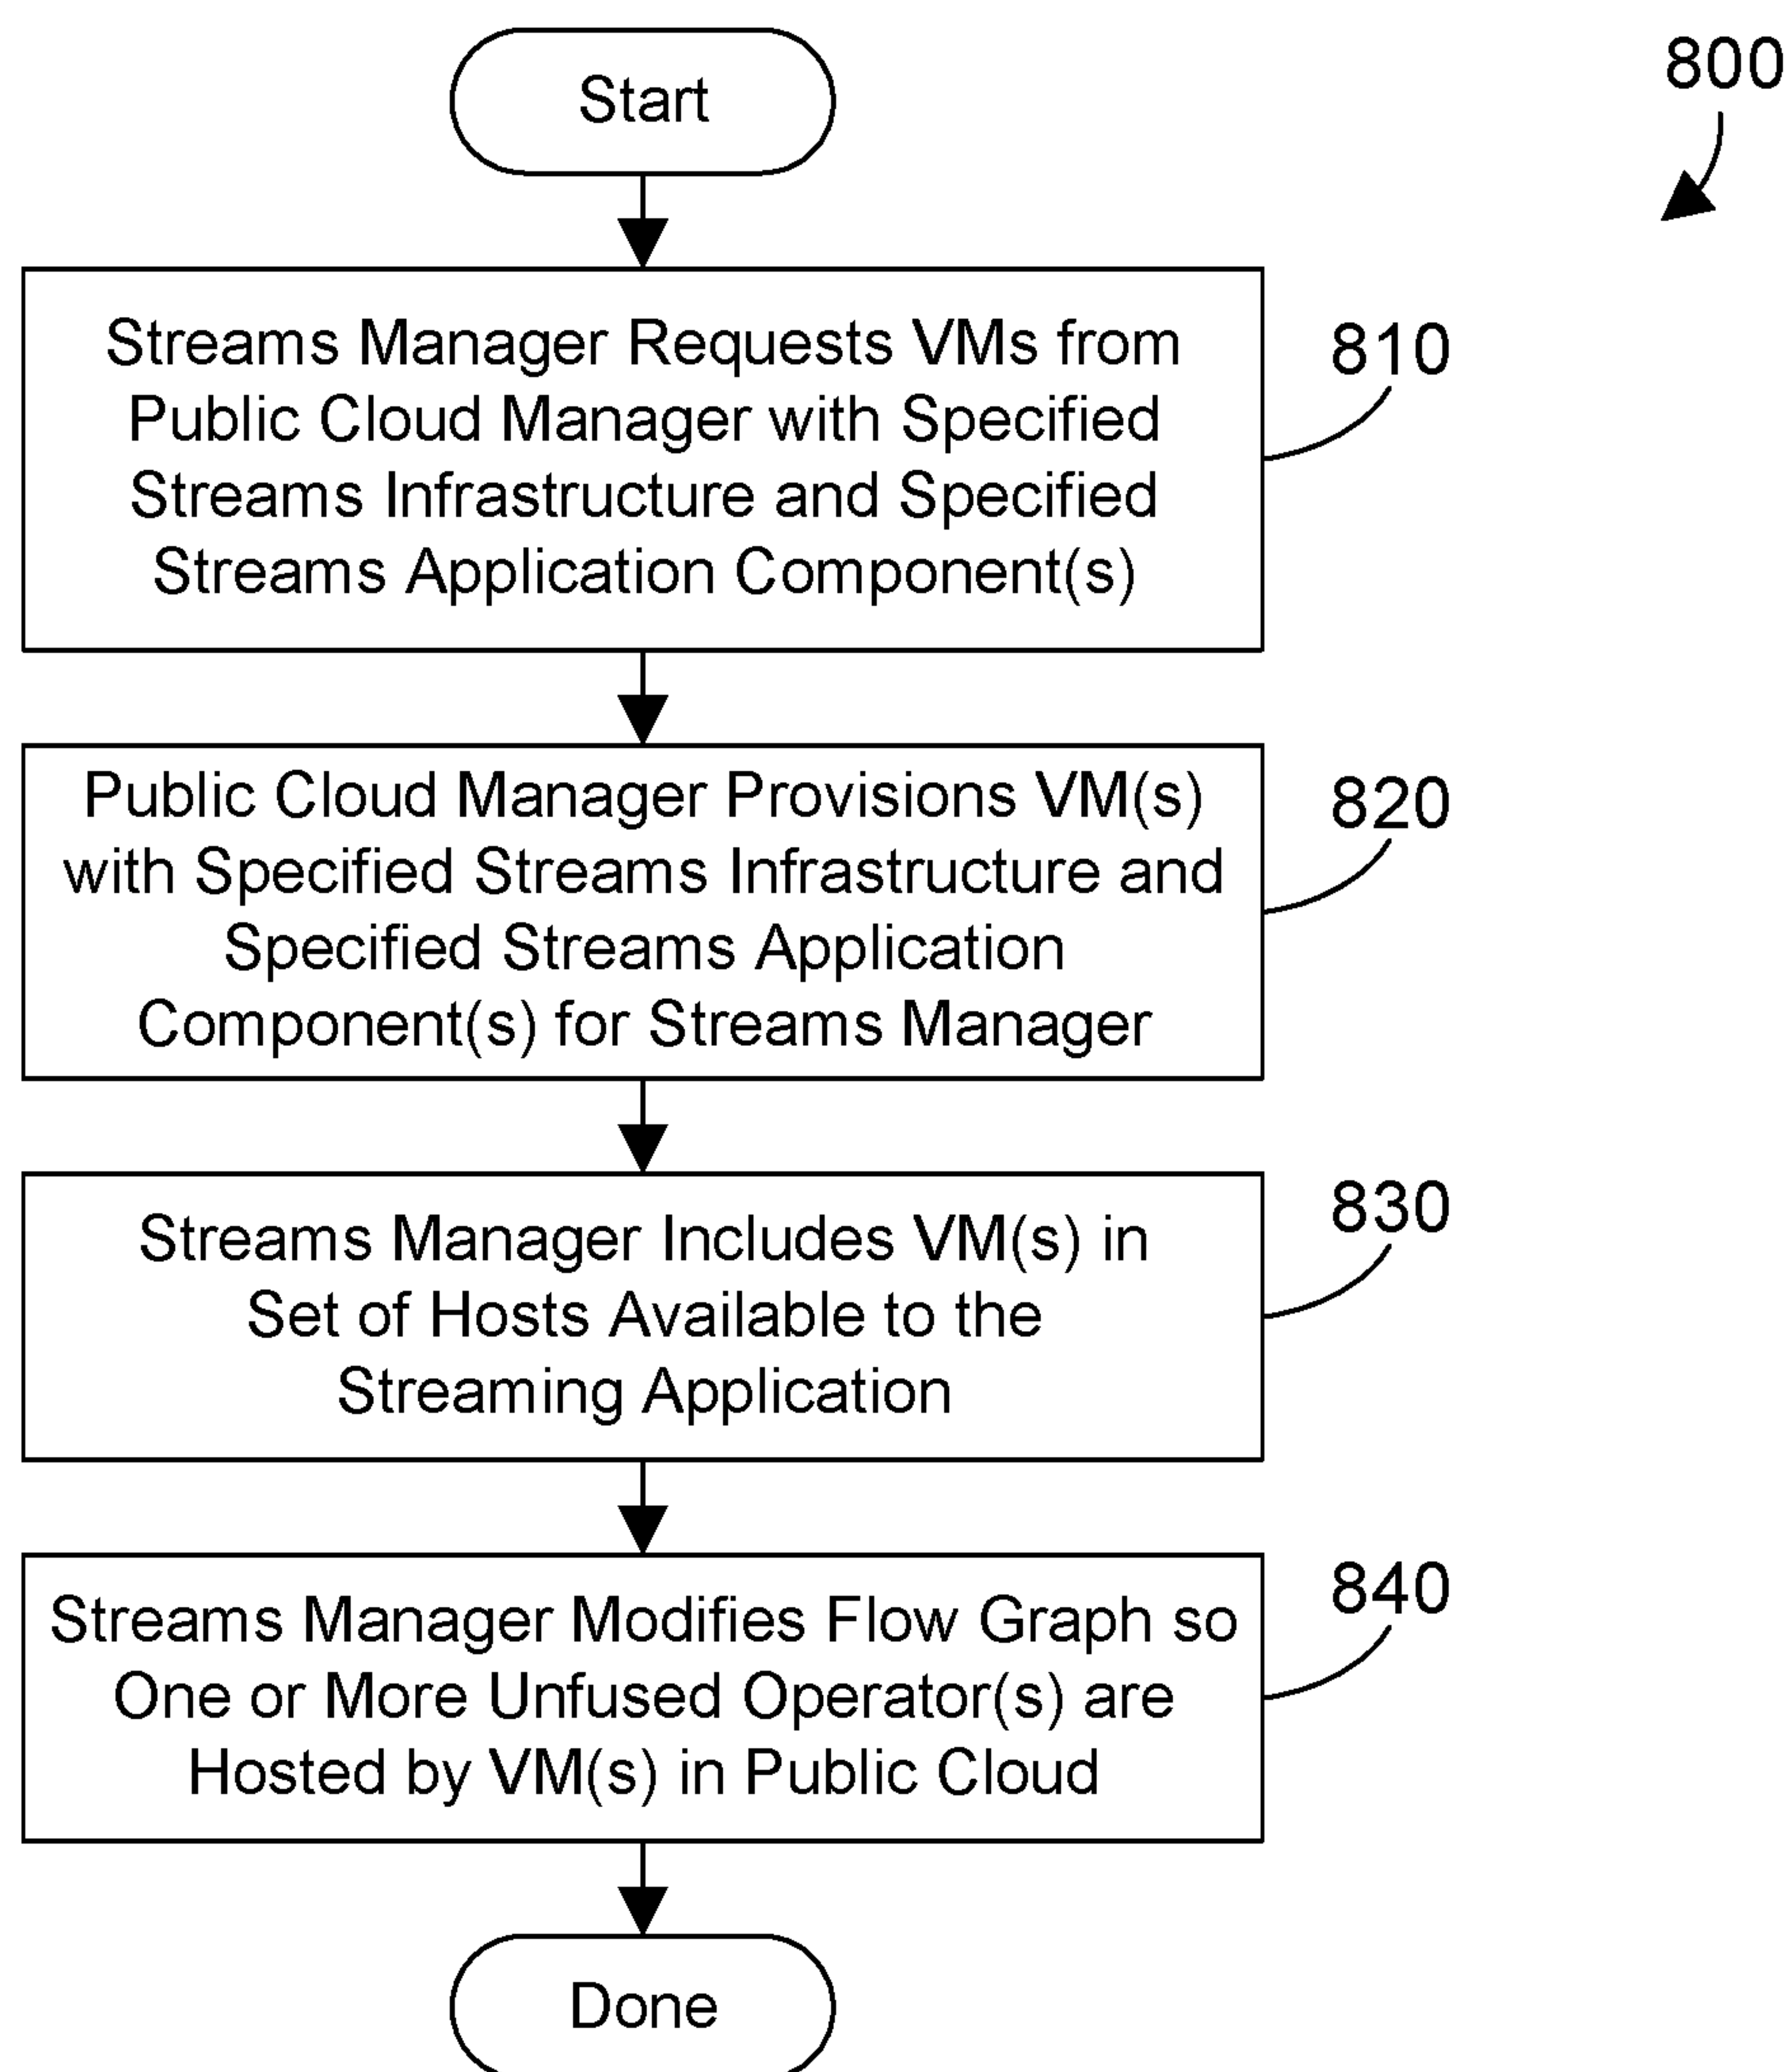 Start
800
Streams Manager Requests VMs from
Public Cloud Manager with Specified
Streams Infrastructure and Specified
Streams Application Component(s)
810
Public Cloud Manager Provisions VM(s)
with Specified Streams Infrastructure and
Specified Streams Application
Component(s) for Streams Manager
820
Streams Manager Includes VM(s) in
Set of Hosts Available to the
Streaming Application
830
Streams Manager Modifies Flow Graph so
One or More Unfused Operator(s) are
Hosted by VM(s) in Public Cloud
840
Done